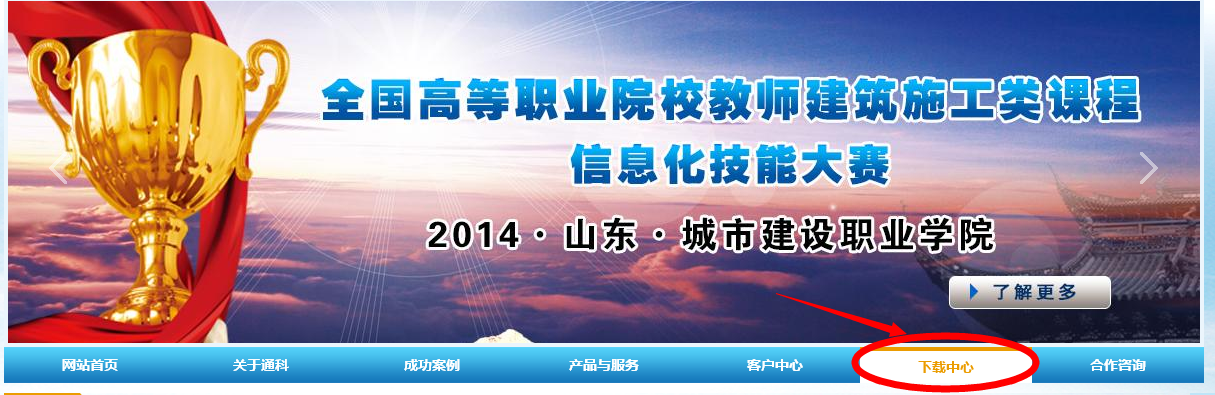 全国高等职业院校教师建筑施工类课程
信息化技能大赛
2014·山东·城市建设职业学院
了解更多
网站首页 关于通科 成功案例 产品与服务 客户中心 下载中心 合作咨询